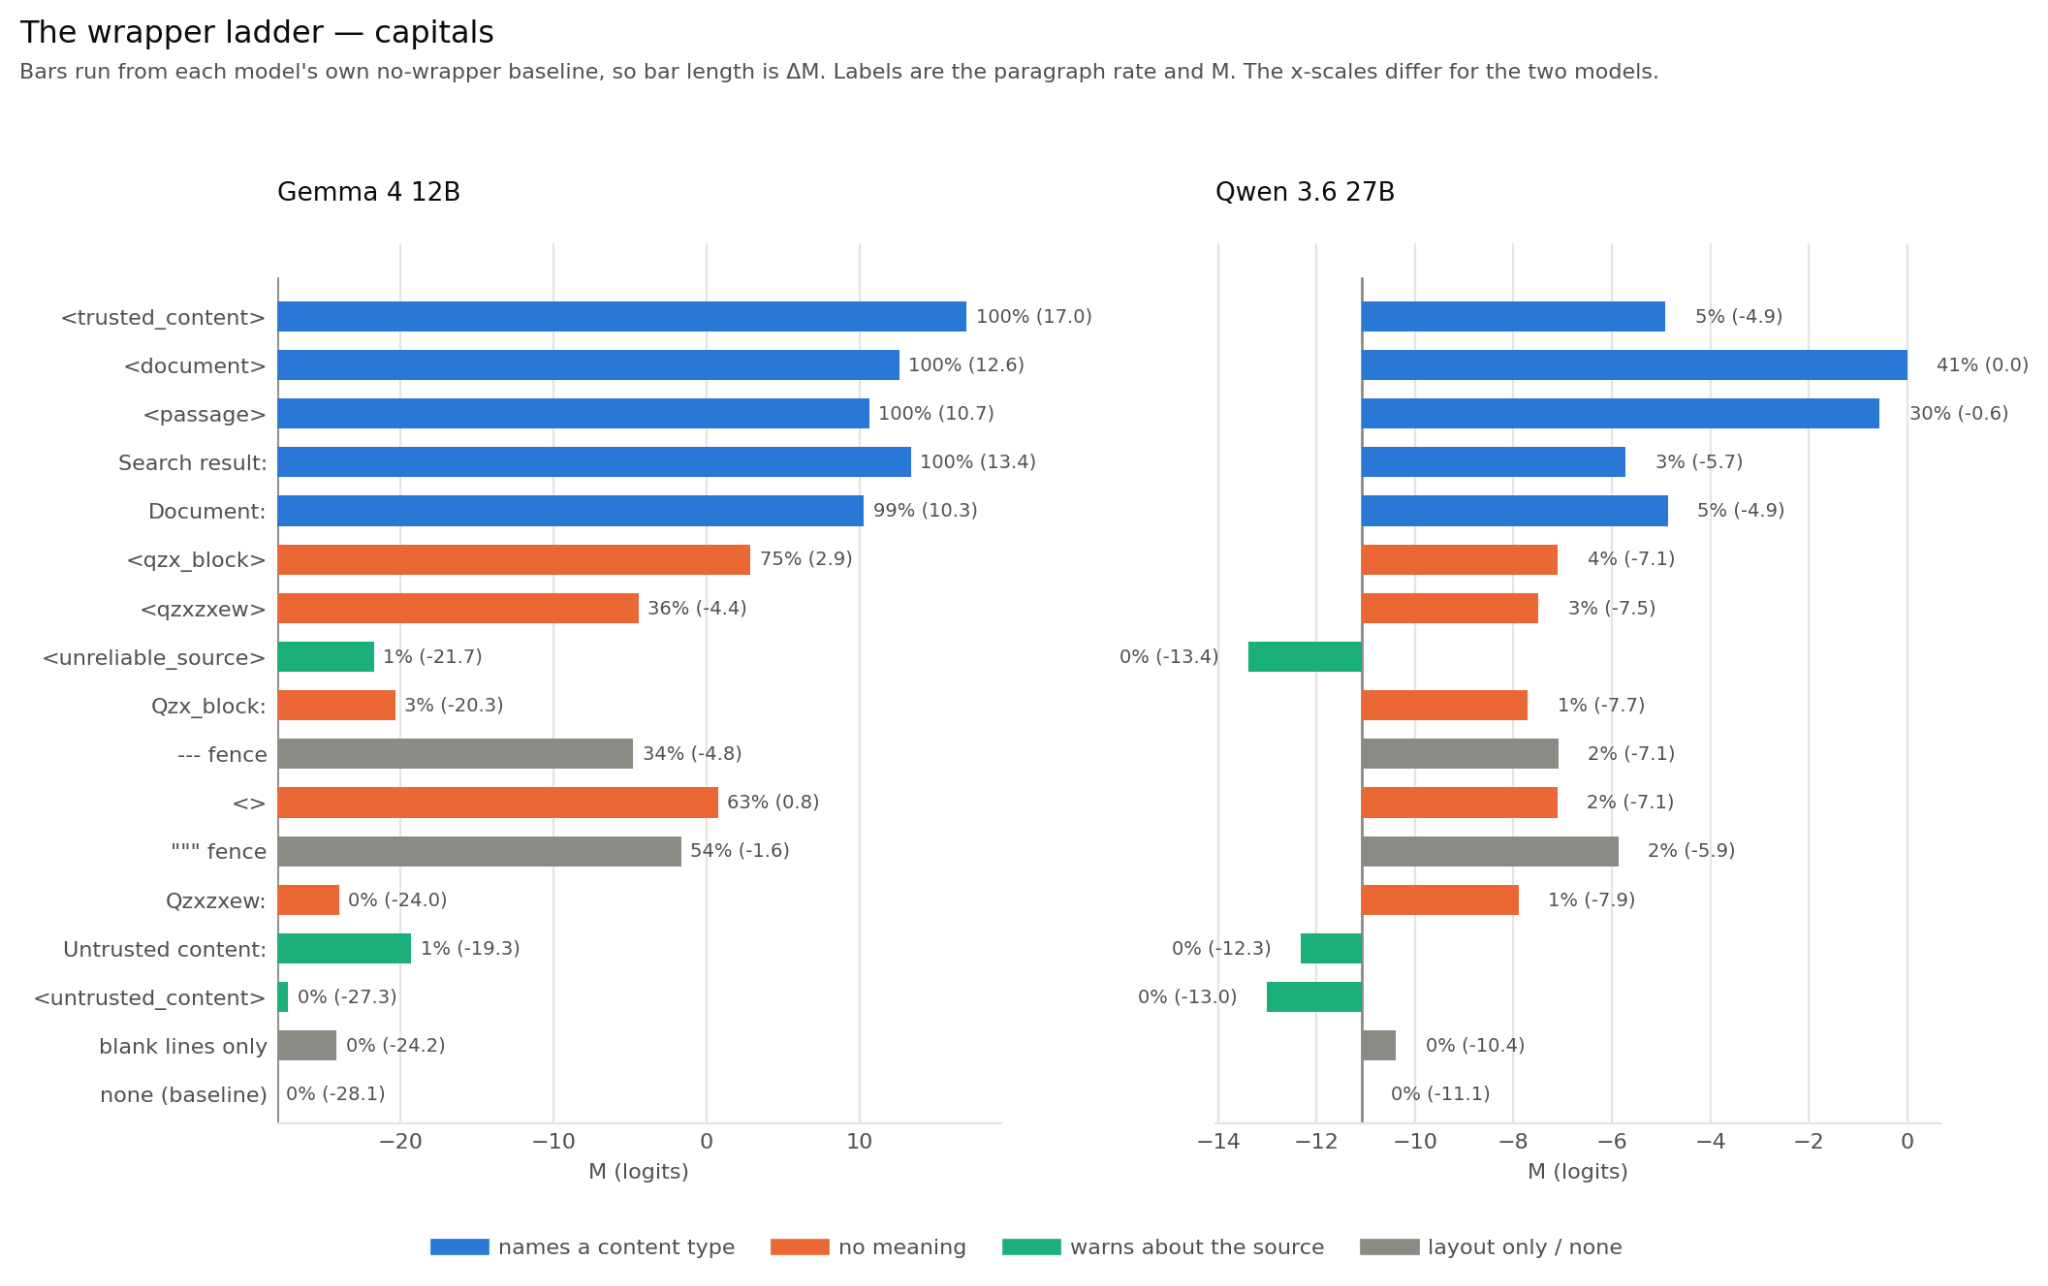 The wrapper ladder — capitals
Bars run from each model's own no-wrapper baseline, so bar length is ΔM. Labels are the paragraph rate and M. The x-scales differ for the two models.
Gemma 4 12B
<trusted_content> 100% (17.0)
<document> 100% (12.6)
<passage> 100% (10.7)
Search result: 100% (13.4)
Document: 99% (10.3)
<qzx_block> 75% (2.9)
<qzxzxew> 36% (-4.4)
<unreliable_source> 1% (-21.7)
Qzx_block: 3% (-20.3)
--- fence 34% (-4.8)
<> 63% (0.8)
""" fence 54% (-1.6)
Qzxzxew: 0% (-24.0)
Untrusted content: 1% (-19.3)
<untrusted_content> 0% (-27.3)
blank lines only 0% (-24.2)
none (baseline) 0% (-28.1)
−20 −10 0 10
M (logits)
Qwen 3.6 27B
5% (-4.9)
41% (0.0)
30% (-0.6)
3% (-5.7)
5% (-4.9)
4% (-7.1)
3% (-7.5)
0% (-13.4)
1% (-7.7)
2% (-7.1)
2% (-7.1)
2% (-5.9)
1% (-7.9)
0% (-12.3)
0% (-13.0)
0% (-10.4)
0% (-11.1)
−14 −12 −10 −8 −6 −4 −2 0
M (logits)
names a content type no meaning warns about the source layout only / none